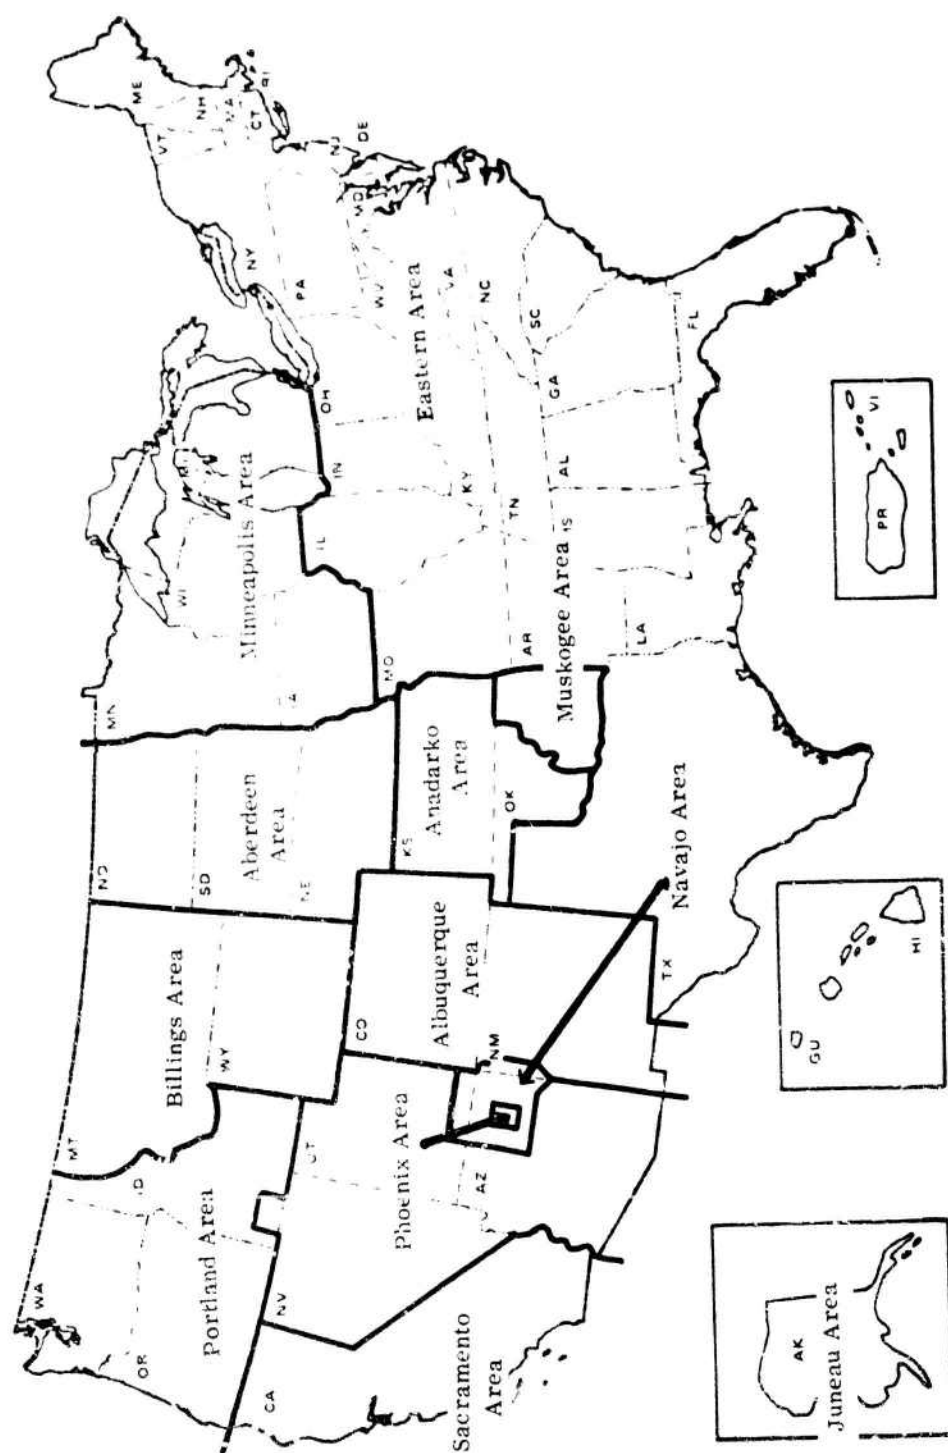 WA
MT
ND
MN
ME
VT
NH
MA
CT
RI
NY
OR
Portland Area
Billings Area
WY
SD
Aberdeen
Area
NE
WI
Minneapolis Area
PA
NJ
DE
MD
CA
NV
UT
CO
KS
MO
IL
IN
OH
WV
VA
Eastern Area
KY
Sacramento
Area
Phoenix Area
Albuquerque
Area
Anadarko
Area
AZ
NM
OK
AR
TN
NC
SC
Muskogee Area
AL
GA
LA
FL
Navajo Area
TX
AK
Juneau Area
GU
HI
PR
VI